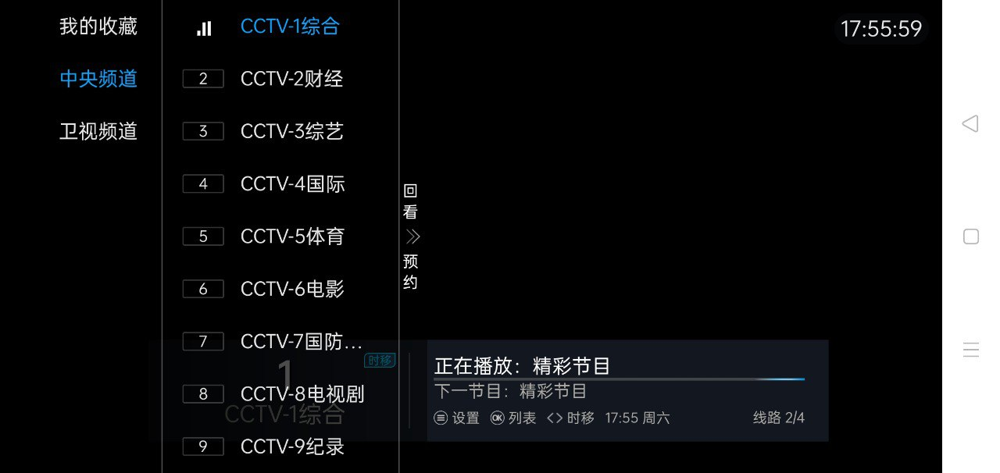 我的收藏
中央频道
卫视频道
CCTV-1综合
2 CCTV-2财经
3 CCTV-3综艺
4 CCTV-4国际
5 CCTV-5体育
6 CCTV-6电影
7 CCTV-7国防...
8 CCTV-8电视剧
9 CCTV-9纪录
回看
预约
17:55:59
1
时移
CCTV-1综合
正在播放：精彩节目
下一节目：精彩节目
设置 OK 列表 <> 时移 17:55 周六 线路 2/4